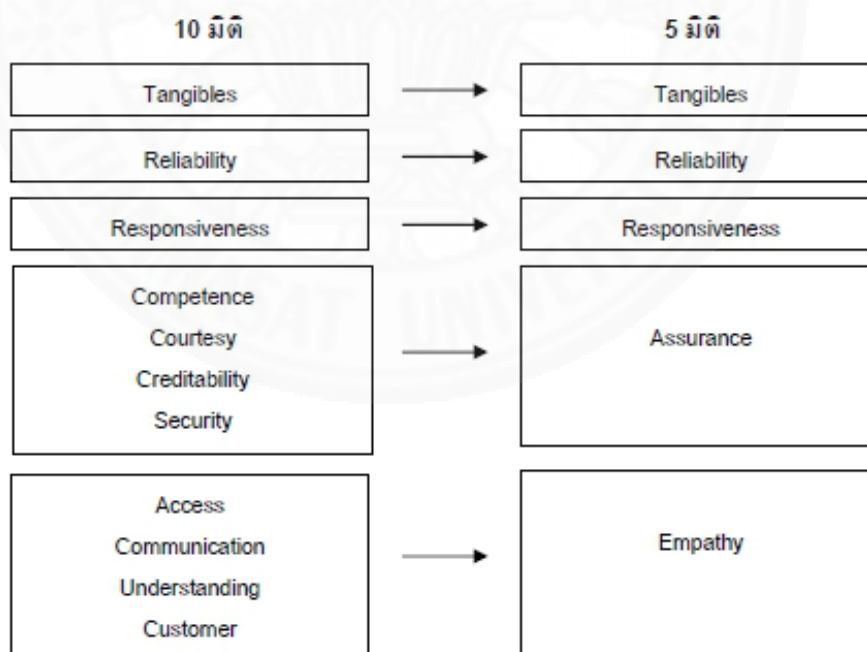 10 มิติ 5 มิติ
Tangibles Tangibles
Reliability Reliability
Responsiveness Responsiveness
Competence
Courtesy
Creditability
Security
Assurance
Access
Communication
Understanding
Customer
Empathy